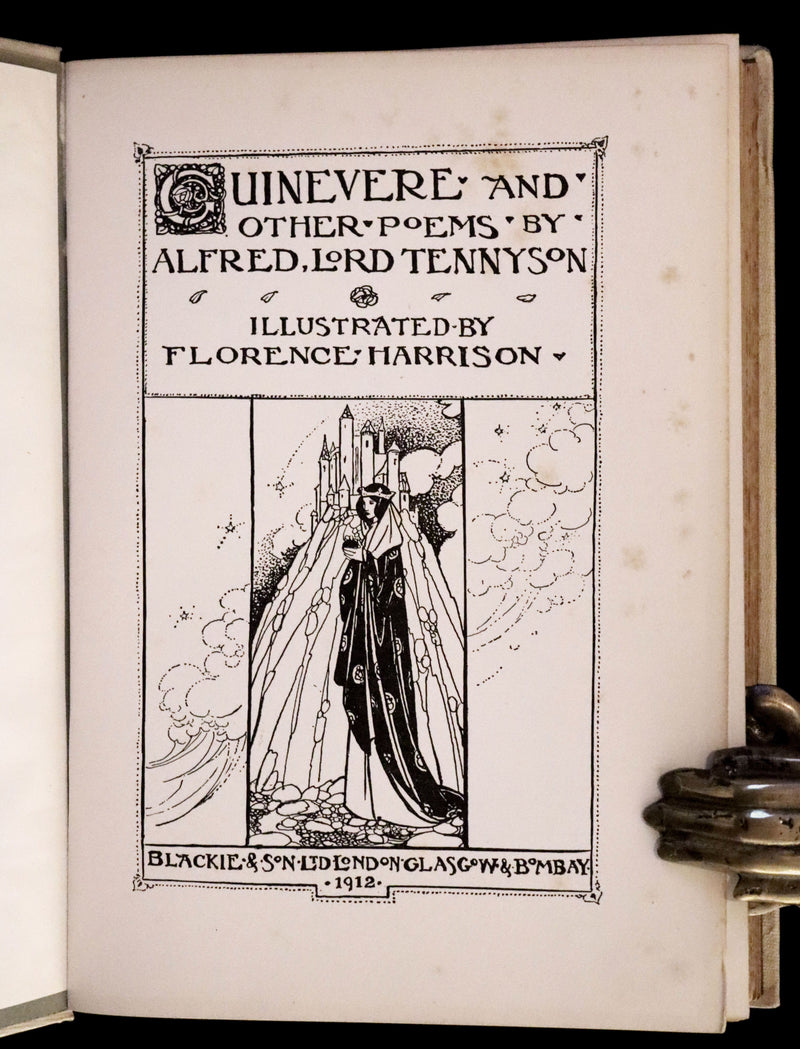 GUINEVERE AND
OTHER·POEMS BY
ALFRED, LORD TENNYSON
ILLUSTRATED·BY
FLORENCE·HARRISON
BLACKIE·&·SON·LTD LONDON·GLASGOW·&·BOMBAY
·1912·